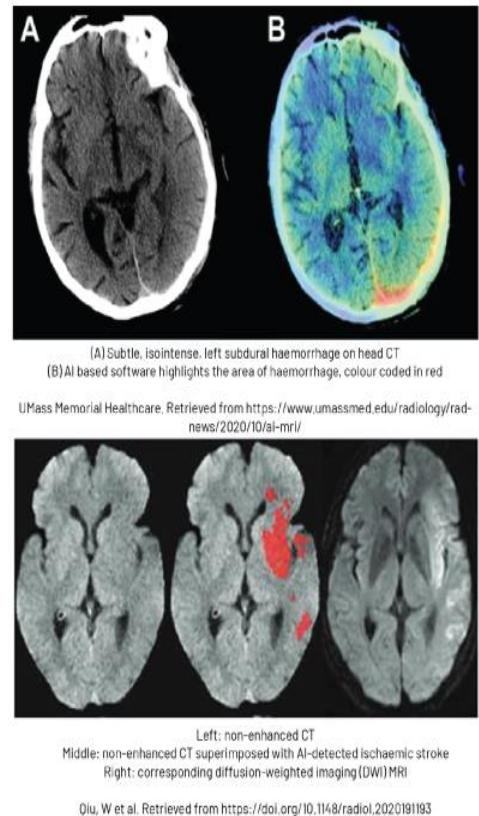 A
B
(A) Subtle, isointense, left subdural haemorrhage on head CT
(B) AI based software highlights the area of haemorrhage, colour coded in red
UMass Memorial Healthcare. Retrieved from https://www.umassmed.edu/radiology/rad-
news/2020/10/ai-mri/
Left: non-enhanced CT
Middle: non-enhanced CT superimposed with AI-detected ischaemic stroke
Right: corresponding diffusion-weighted imaging (DWI) MRI
Qiu, W et al. Retrieved from https://doi.org/10.1148/radiol.2020191193